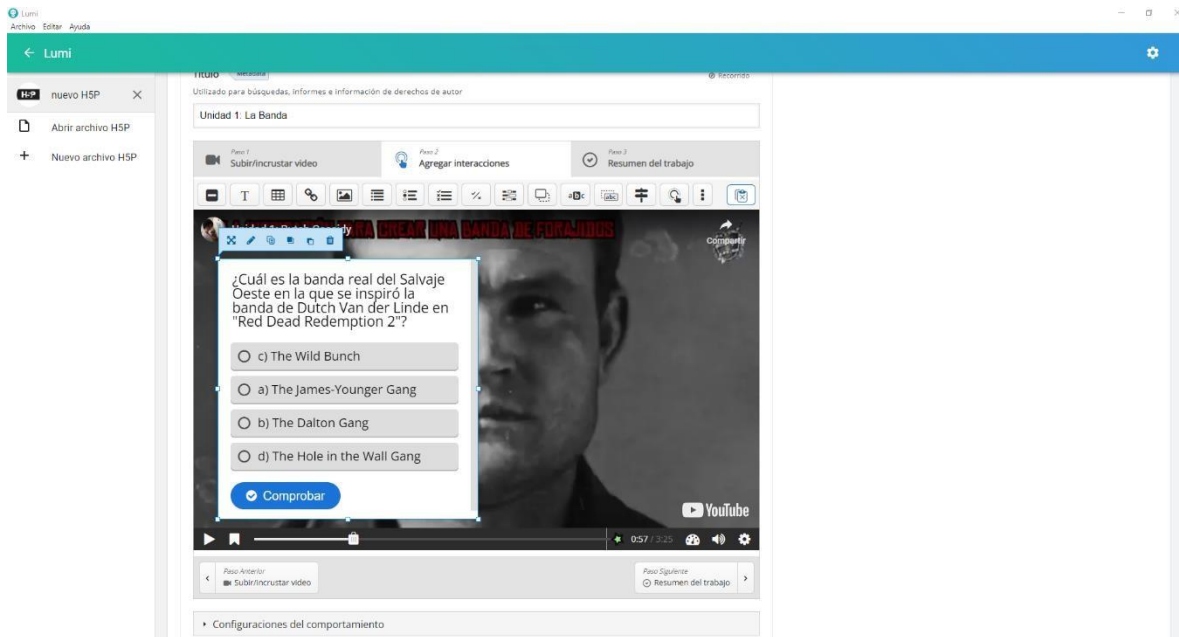 Lumi
Archivo Editar Ayuda
Lumi
H5P nuevo H5P
Abrir archivo H5P
Nuevo archivo H5P
Título Metadata
Recorrido
Utilizado para búsquedas, informes e información de derechos de autor
Unidad 1: La Banda
Paso 1
Subir/incrustar video
Paso 2
Agregar interacciones
Paso 3
Resumen del trabajo
PARA CREAR UNA BANDA DE FORAJIDOS
Compartir
¿Cuál es la banda real del Salvaje
Oeste en la que se inspiró la
banda de Dutch Van der Linde en
"Red Dead Redemption 2"?
c) The Wild Bunch
a) The James-Younger Gang
b) The Dalton Gang
d) The Hole in the Wall Gang
Comprobar
YouTube
0:57 / 3:25
Paso Anterior
Subir/incrustar video
Paso Siguiente
Resumen del trabajo
Configuraciones del comportamiento